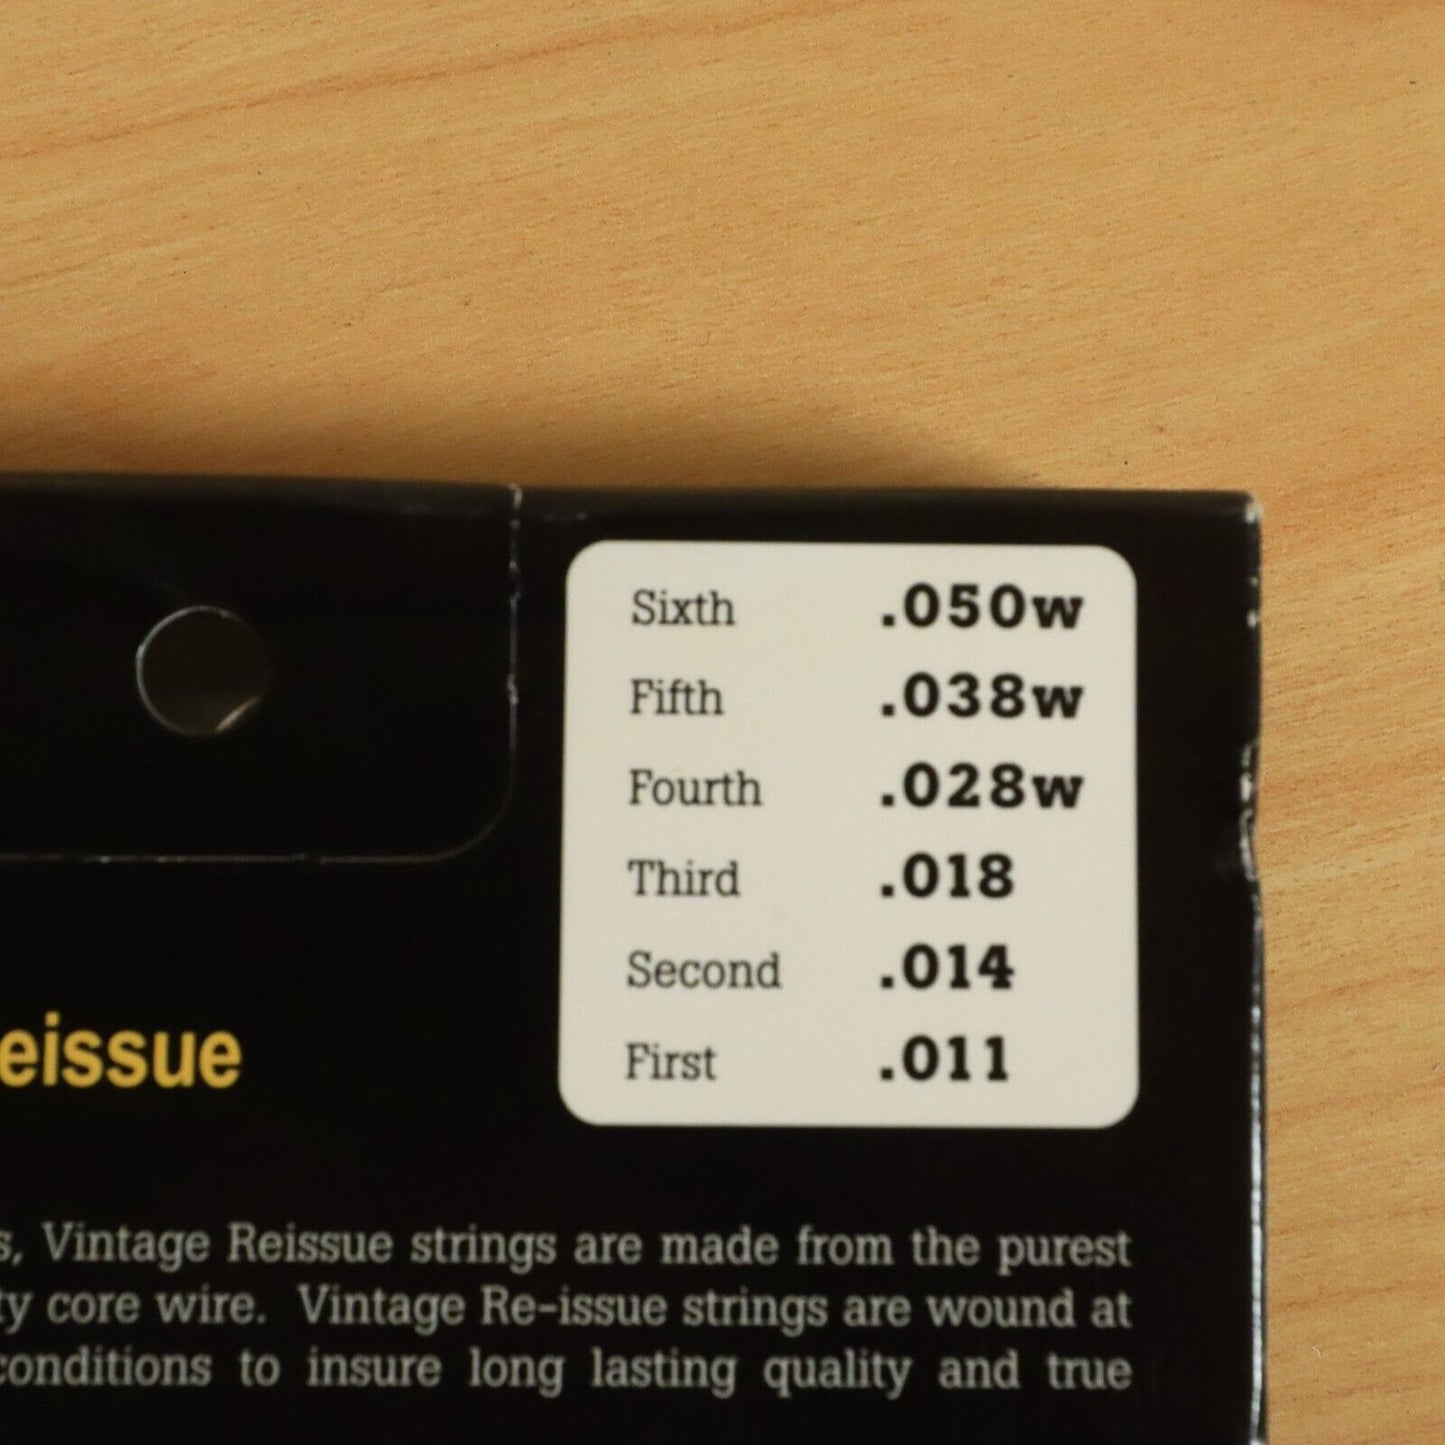 Sixth .050w
Fifth .038w
Fourth .028w
Third .018
Second .014
First .011
eissue
s, Vintage Reissue strings are made from the purest
ty core wire. Vintage Re-issue strings are wound at
conditions to insure long lasting quality and true